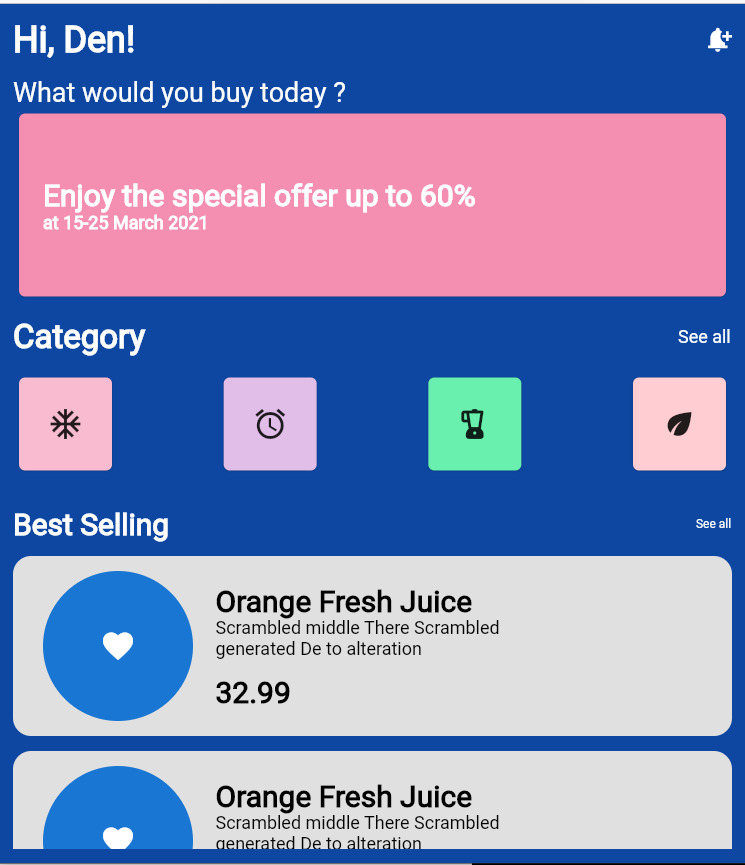 Hi, Den!
What would you buy today ?
Enjoy the special offer up to 60%
at 15-25 March 2021
Category
See all
Best Selling
See all
Orange Fresh Juice
Scrambled middle There Scrambled
generated De to alteration
32.99
Orange Fresh Juice
Scrambled middle There Scrambled
generated De to alteration